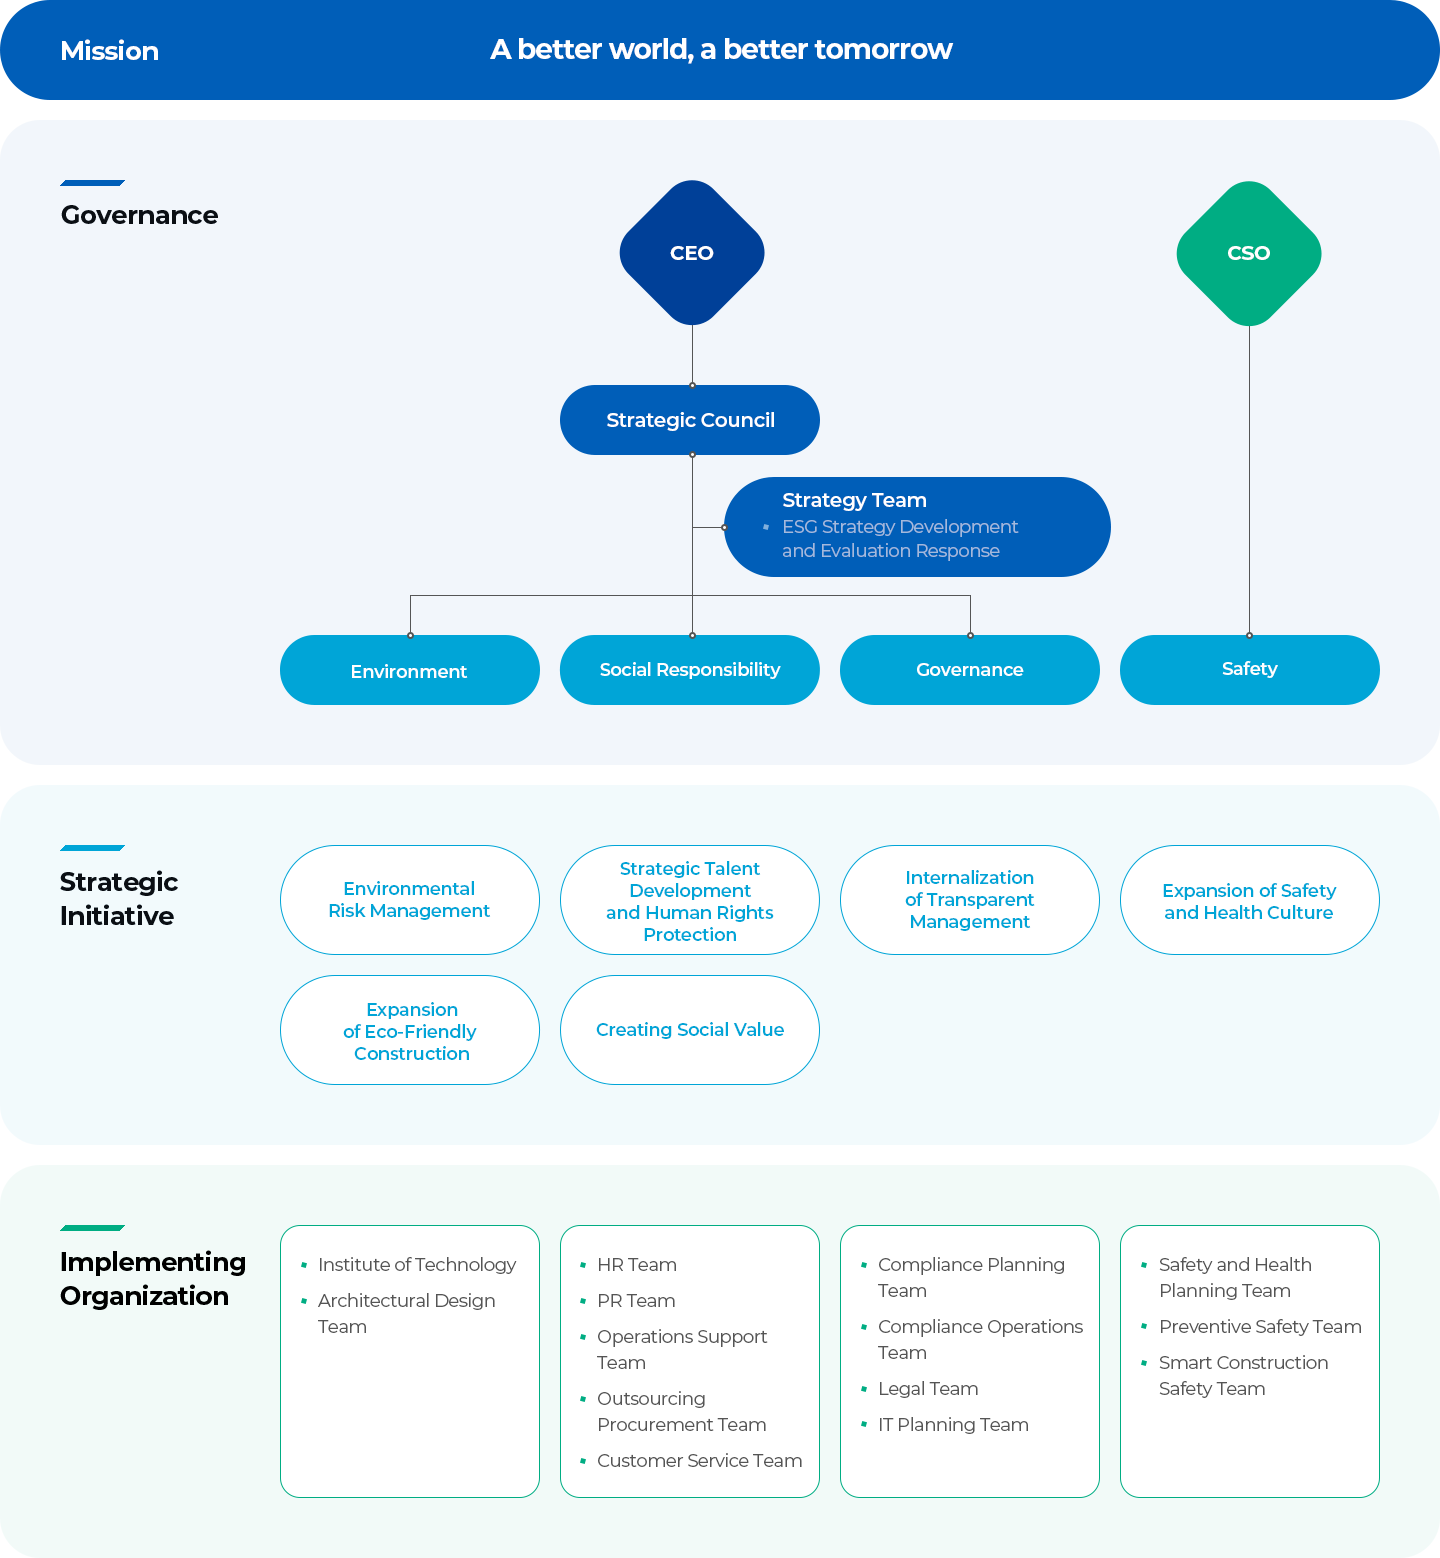 Mission
A better world, a better tomorrow
Governance
CEO
CSO
Strategic Council
Strategy Team
ESG Strategy Development
and Evaluation Response
Environment
Social Responsibility
Governance
Safety
Strategic
Initiative
Environmental
Risk Management
Strategic Talent
Development
and Human Rights
Protection
Internalization
of Transparent
Management
Expansion of Safety
and Health Culture
Expansion
of Eco-Friendly
Construction
Creating Social Value
Implementing
Organization
Institute of Technology
Architectural Design
Team
HR Team
PR Team
Operations Support
Team
Outsourcing
Procurement Team
Customer Service Team
Compliance Planning
Team
Compliance Operations
Team
Legal Team
IT Planning Team
Safety and Health
Planning Team
Preventive Safety Team
Smart Construction
Safety Team